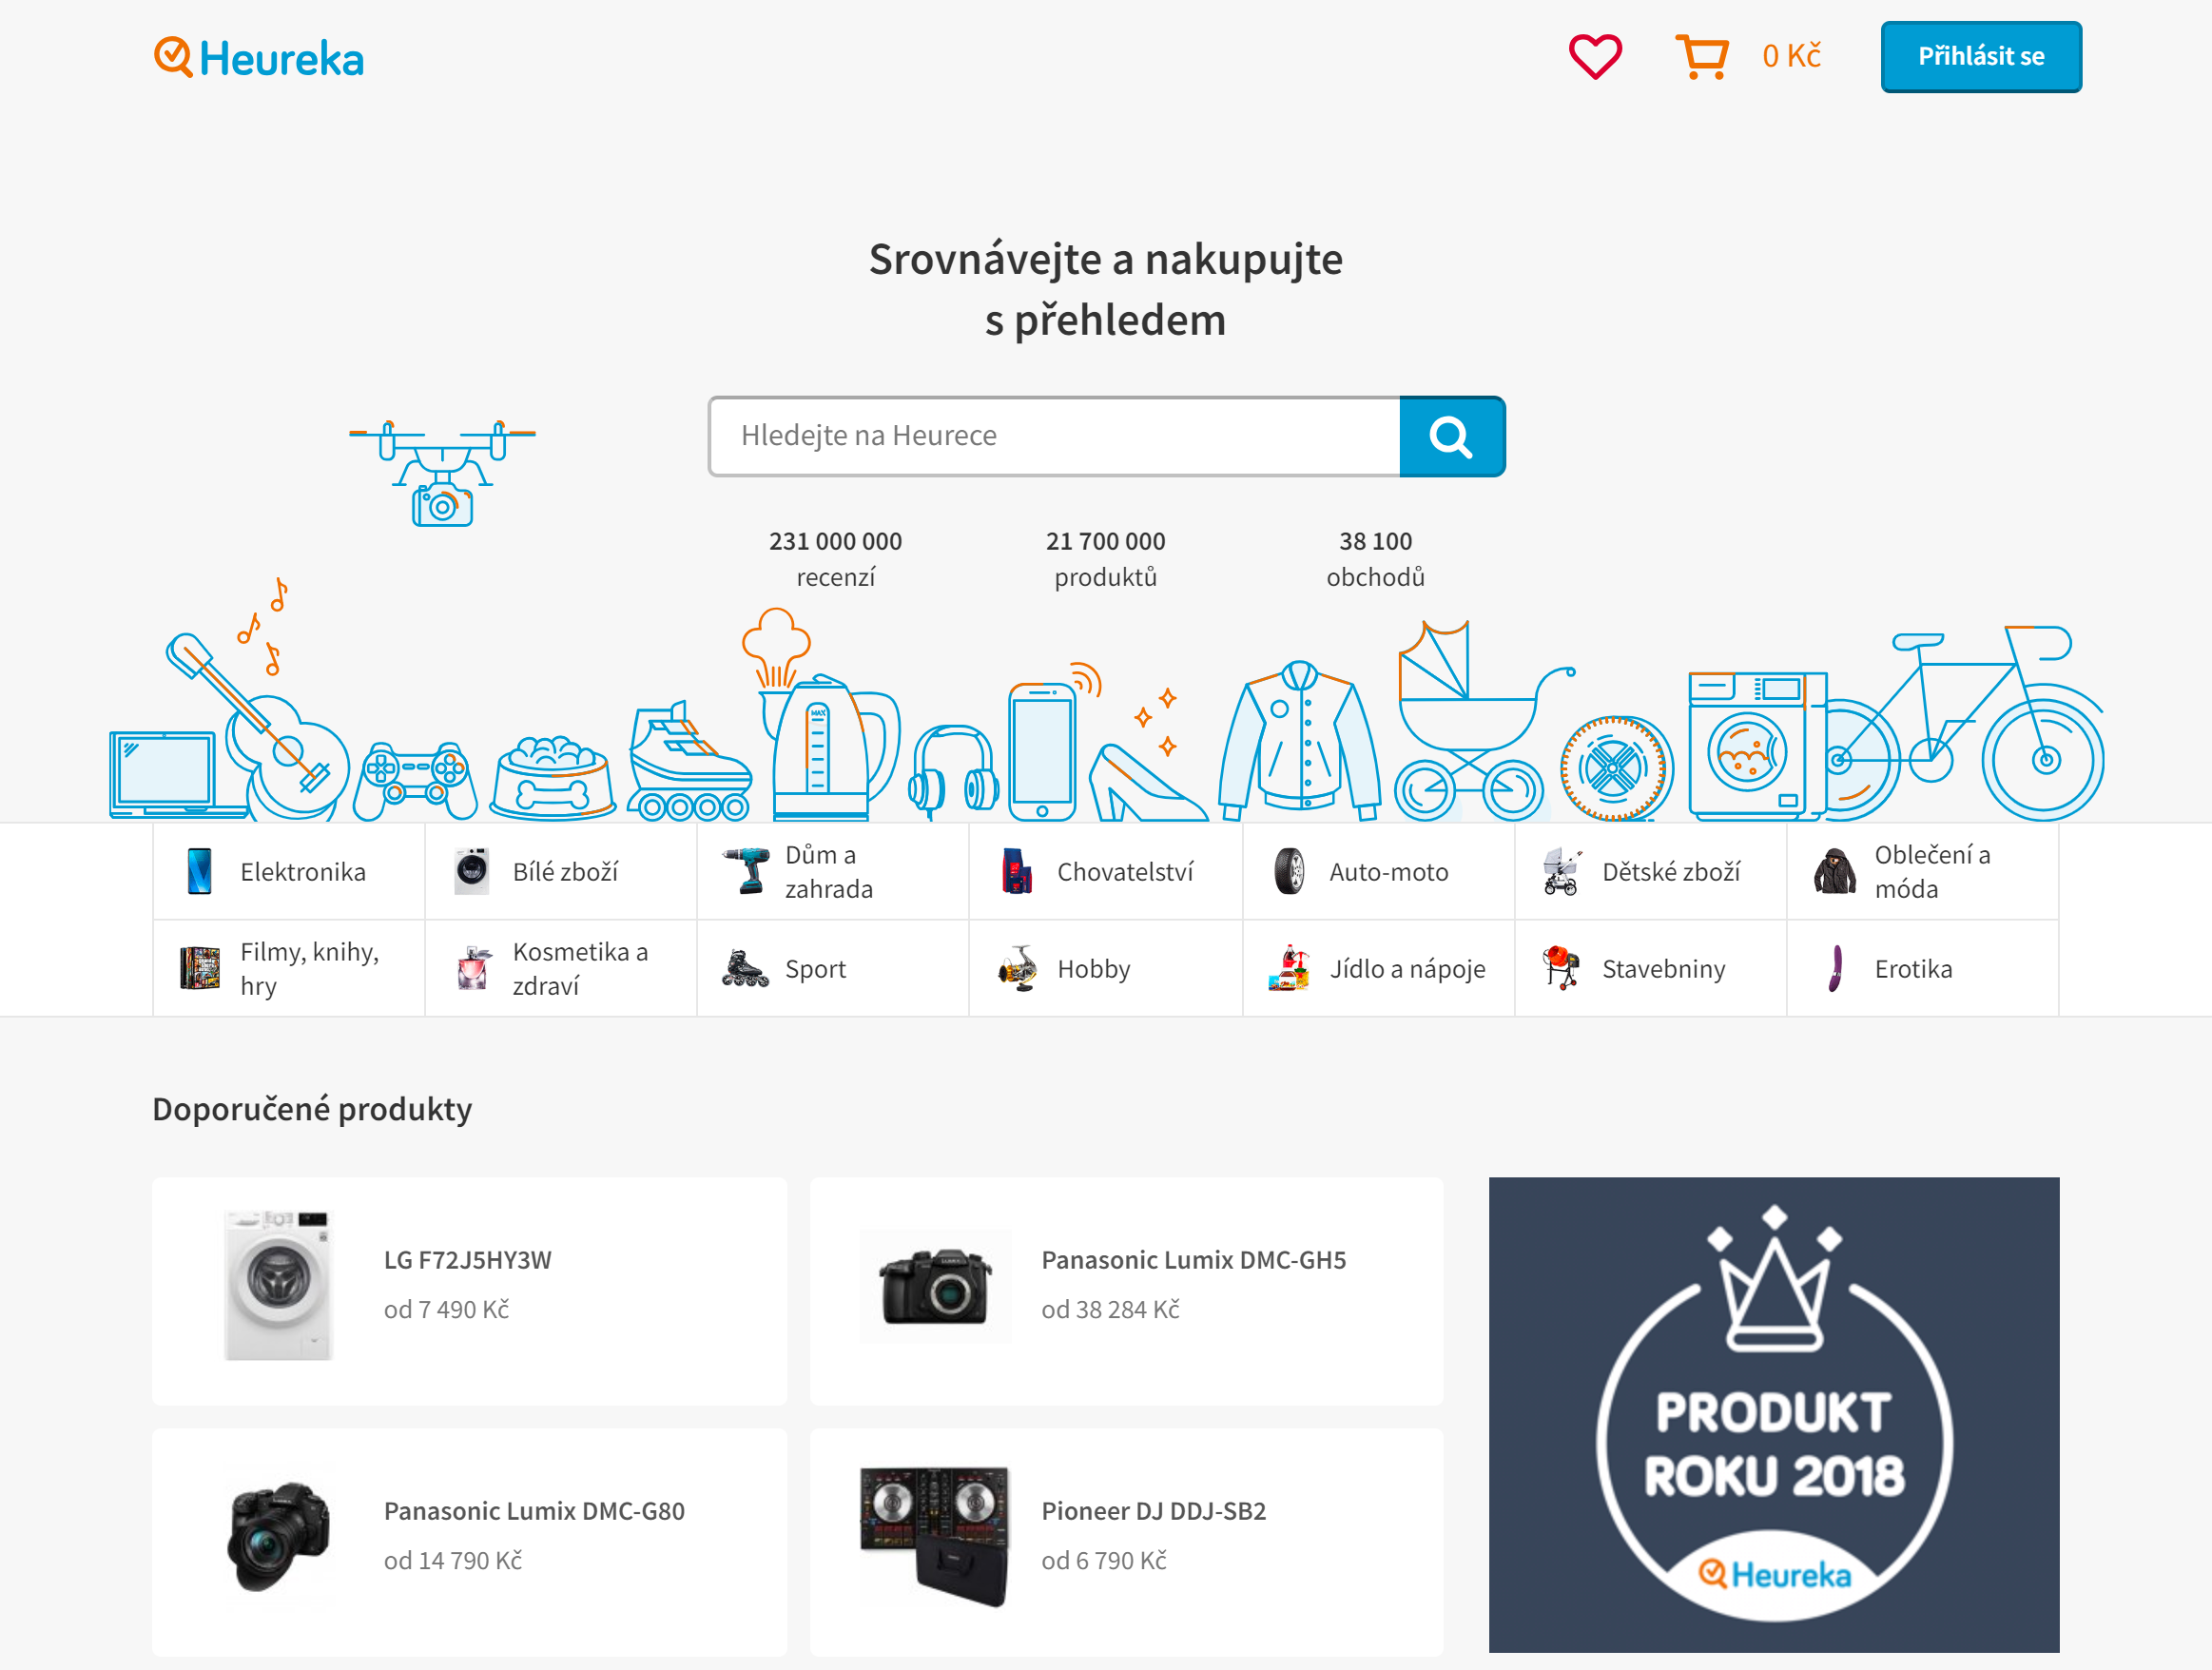 Heureka
0 Kč
Přihlásit se
Srovnávejte a nakupujte
s přehledem
Hledejte na Heurece
231 000 000
recenzí
21 700 000
produktů
38 100
obchodů
MAX
Elektronika
Bílé zboží
Dům a
zahrada
Chovatelství
Auto-moto
Dětské zboží
Oblečení a
móda
Filmy, knihy,
hry
Kosmetika a
zdraví
Sport
Hobby
Jídlo a nápoje
Stavebniny
Erotika
Doporučené produkty
LG F72J5HY3W
od 7 490 Kč
Panasonic Lumix DMC-GH5
od 38 284 Kč
Panasonic Lumix DMC-G80
od 14 790 Kč
Pioneer DJ DDJ-SB2
od 6 790 Kč
PRODUKT
ROKU 2018
Heureka